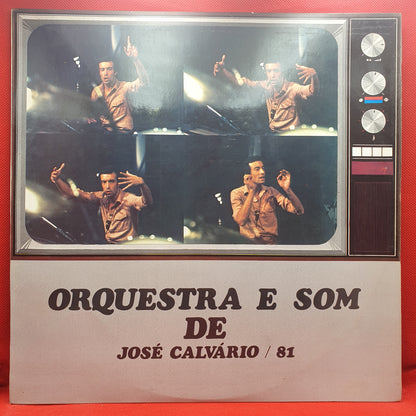 ORQUESTRA E SOM
DE
JOSÉ CALVÁRIO / 81